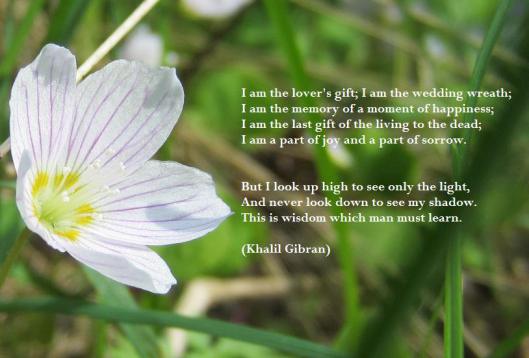 I am the lover's gift; I am the wedding wreath;
I am the memory of a moment of happiness;
I am the last gift of the living to the dead;
I am a part of joy and a part of sorrow.
But I look up high to see only the light,
And never look down to see my shadow.
This is wisdom which man must learn.
(Khalil Gibran)